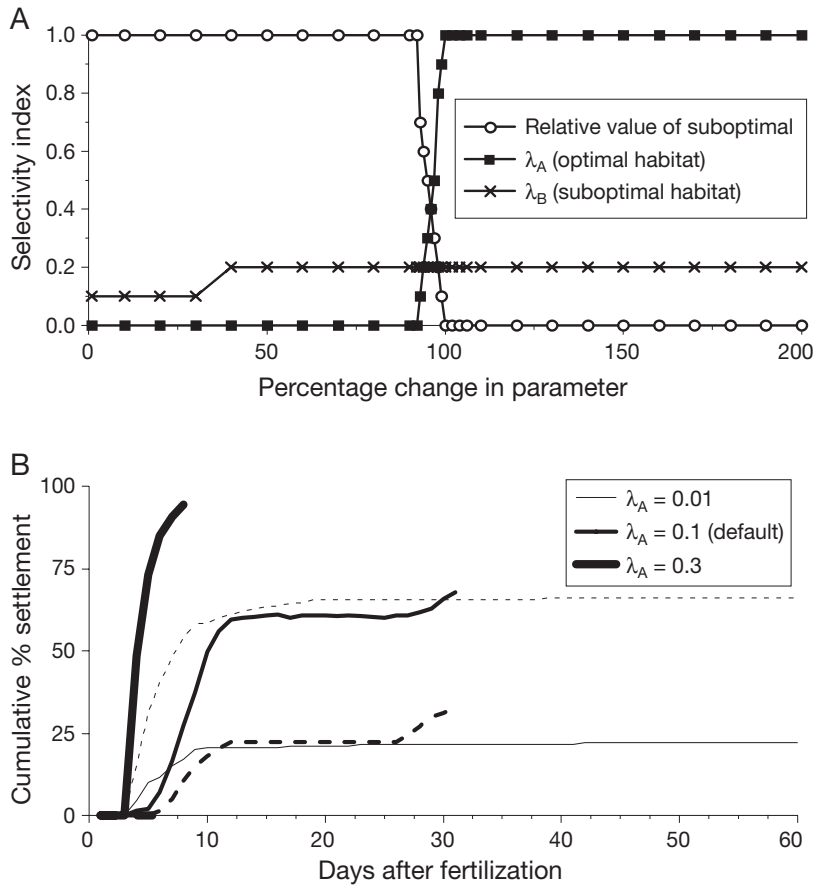 A
1.0
0.8
0.6
0.4
0.2
0.0
Selectivity index
Relative value of suboptimal
λA (optimal habitat)
λB (suboptimal habitat)
0
50
100
150
200
Percentage change in parameter
B
100
75
50
25
0
Cumulative % settlement
λA = 0.01
λA = 0.1 (default)
λA = 0.3
0
10
20
30
40
50
60
Days after fertilization